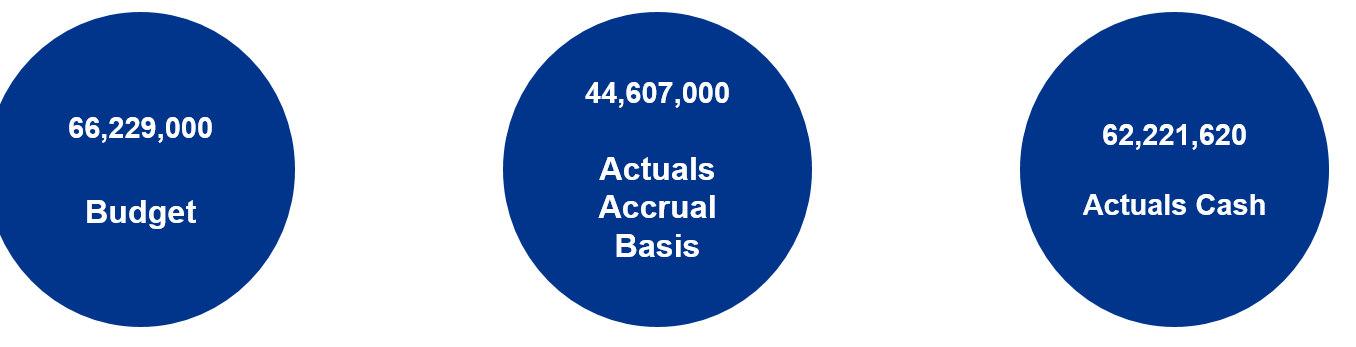 66,229,000
Budget
44,607,000
Actuals
Accrual
Basis
62,221,620
Actuals Cash